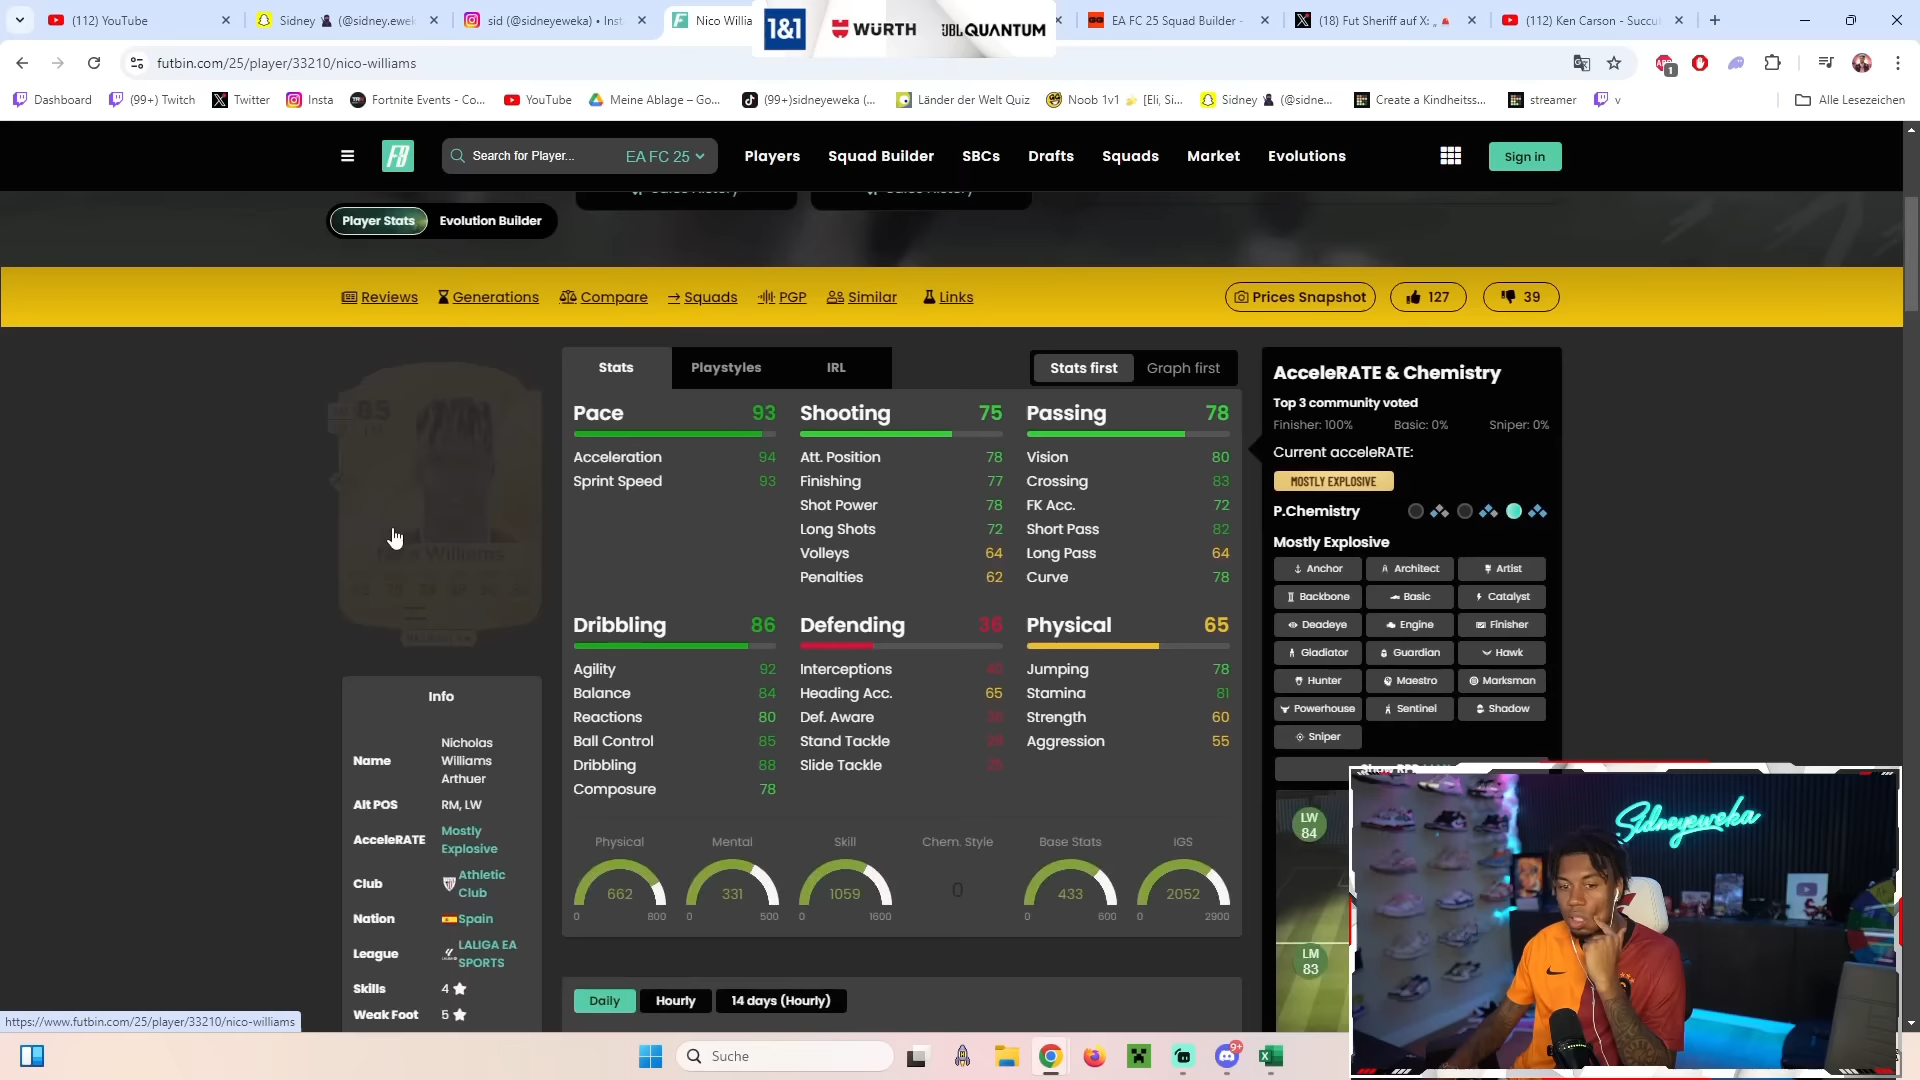 (112) YouTube
Sidney (@sidney.ewek
sid (@sidneyeweka) • Inst
Nico Willia
EA FC 25 Squad Builder -
(18) Fut Sheriff auf X: „
(112) Ken Carson - Succu
1&1
WÜRTH
JBL QUANTUM
futbin.com/25/player/33210/nico-williams
Dashboard
(99+) Twitch
Twitter
Insta
Fortnite Events - Co...
YouTube
Meine Ablage – Go...
(99+)sidneyeweka (...
Länder der Welt Quiz
Noob 1v1 [Eli, Si...
Sidney (@sidne...
Create a Kindheitss...
streamer
v
Alle Lesezeichen
Search for Player...
EA FC 25
Players
Squad Builder
SBCs
Drafts
Squads
Market
Evolutions
Sign in
Player Stats
Evolution Builder
Reviews
Generations
Compare
Squads
PGP
Similar
Links
Prices Snapshot
127
39
Stats
Playstyles
IRL
Stats first
Graph first
Pace 93
Acceleration 94
Sprint Speed 93
Shooting 75
Att. Position 78
Finishing 77
Shot Power 78
Long Shots 72
Volleys 64
Penalties 62
Passing 78
Vision 80
Crossing 83
FK Acc. 72
Short Pass 82
Long Pass 64
Curve 78
Dribbling 86
Agility 92
Balance 84
Reactions 80
Ball Control 85
Dribbling 88
Composure 78
Defending 36
Interceptions
Heading Acc. 65
Def. Aware
Stand Tackle
Slide Tackle
Physical 65
Jumping 78
Stamina 81
Strength 60
Aggression 55
Physical
662
0 800
Mental
331
0 500
Skill
1059
0 1600
Chem. Style
0
Base Stats
433
0 600
IGS
2052
0 2900
Daily
Hourly
14 days (Hourly)
AcceleRATE & Chemistry
Top 3 community voted
Finisher: 100%
Basic: 0%
Sniper: 0%
Current acceleRATE:
MOSTLY EXPLOSIVE
P.Chemistry
Mostly Explosive
Anchor
Architect
Artist
Backbone
Basic
Catalyst
Deadeye
Engine
Finisher
Gladiator
Guardian
Hawk
Hunter
Maestro
Marksman
Powerhouse
Sentinel
Shadow
Sniper
LW
84
LM
83
Info
Name
Nicholas
Williams
Arthuer
Alt POS
RM, LW
AcceleRATE
Mostly
Explosive
Club
Athletic
Club
Nation
Spain
League
LALIGA EA
SPORTS
Skills
4
Weak Foot
5
https://www.futbin.com/25/player/33210/nico-williams
Sidneyeweka
Suche
9+